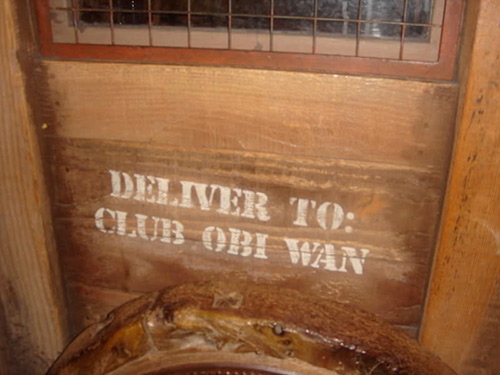 DELIVER TO:
CLUB OBI WAN